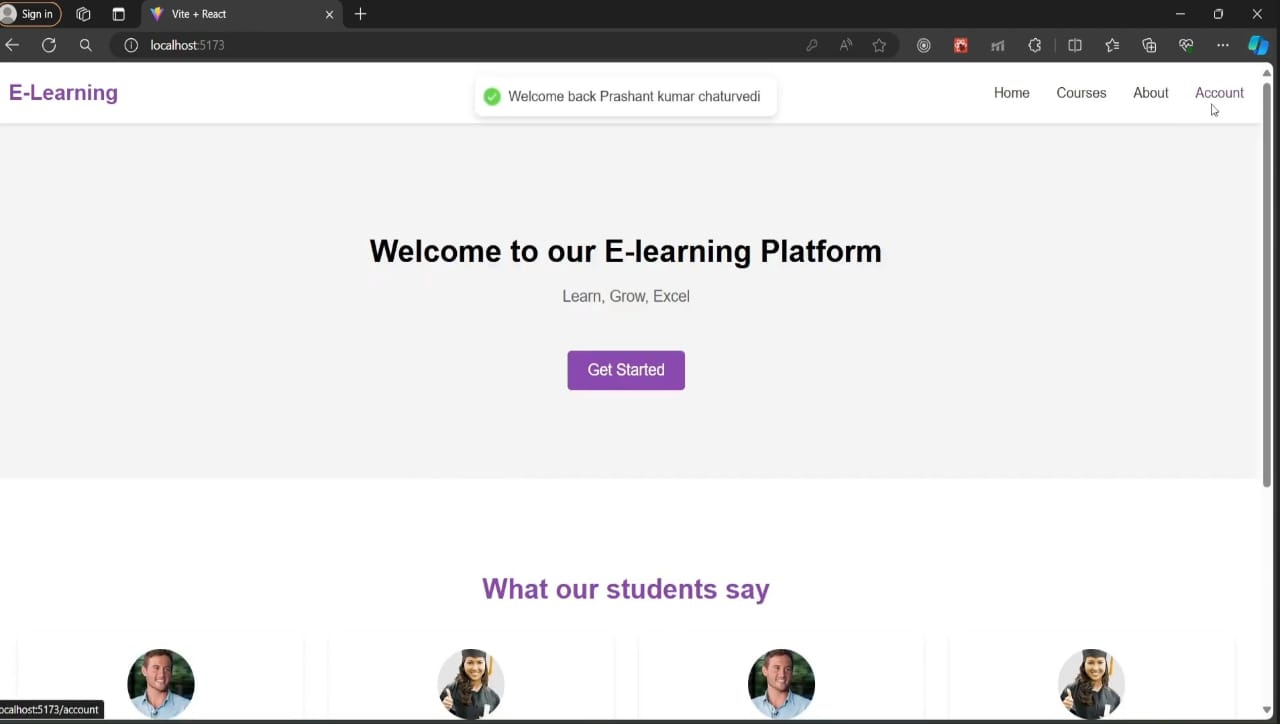 Sign in
Vite + React
localhost:5173
E-Learning
Welcome back Prashant kumar chaturvedi
Home Courses About Account
Welcome to our E-learning Platform
Learn, Grow, Excel
Get Started
What our students say
ocalhost:5173/account